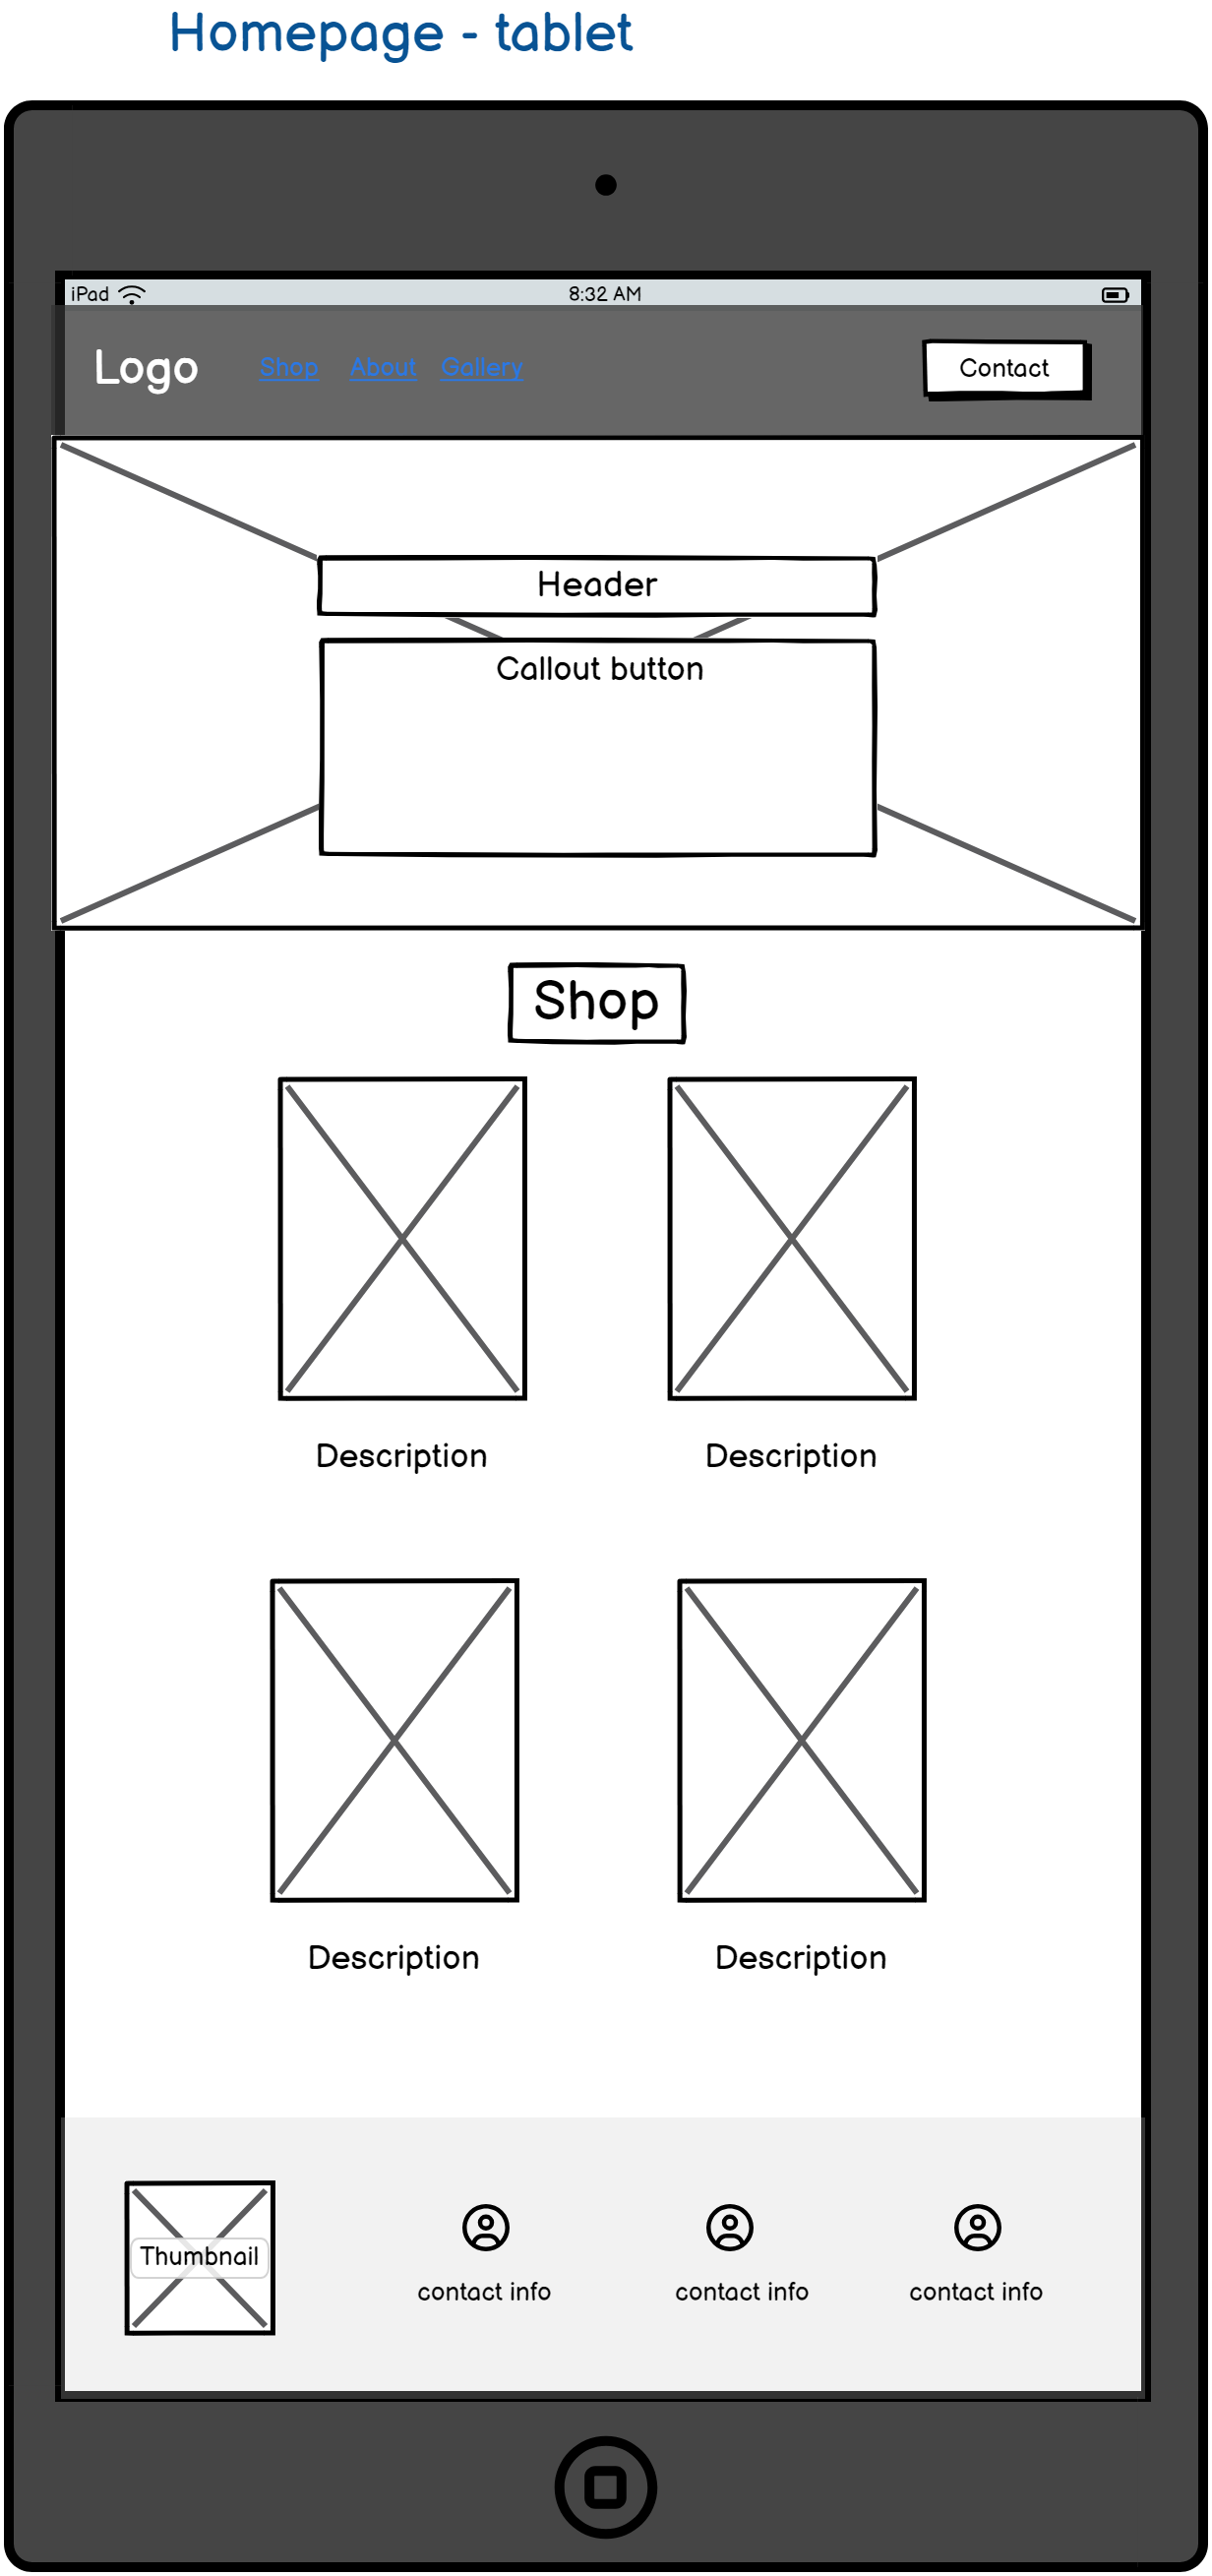 Homepage - tablet
iPad 8:32 AM
Logo Shop About Gallery Contact
Header
Callout button
Shop
Description Description
Description Description
Thumbnail
contact info contact info contact info